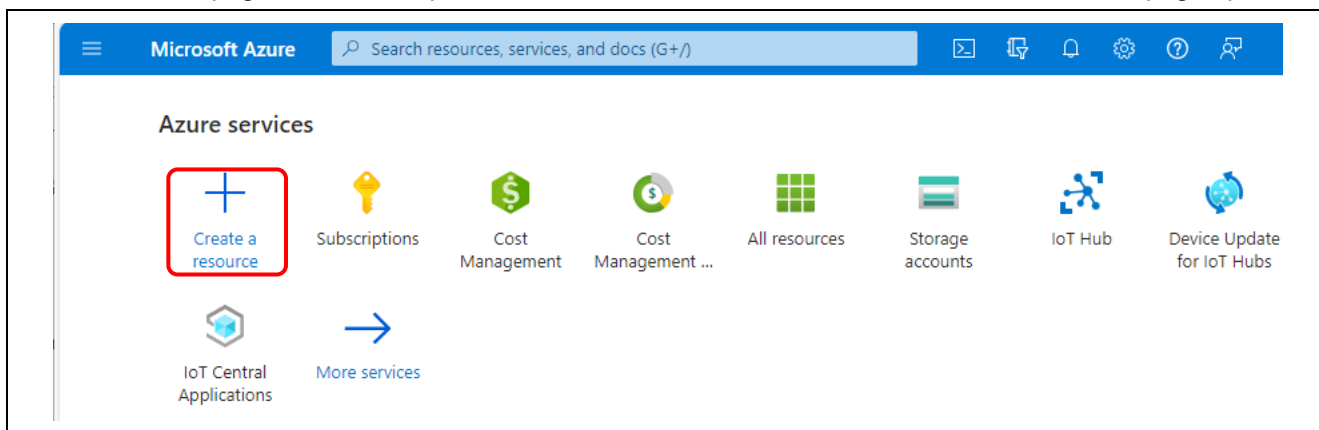 Microsoft Azure
Search resources, services, and docs (G+/)
Azure services
Create a resource
Subscriptions
Cost Management
Cost Management ...
All resources
Storage accounts
IoT Hub
Device Update for IoT Hubs
IoT Central Applications
More services